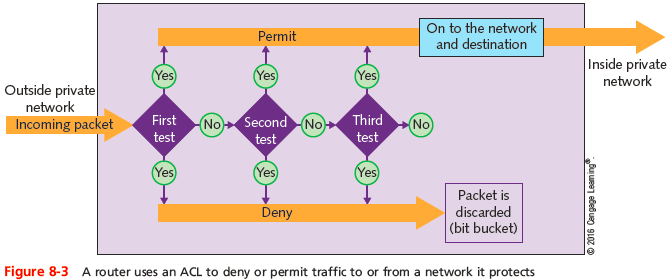 Permit
On to the network
and destination
Inside private
network
Yes
Yes
Yes
Outside private
network
Incoming packet
First
test
No
Second
test
No
Third
test
No
Yes
Yes
Yes
Deny
Packet is
discarded
(bit bucket)
© 2016 Cengage Learning®.
Figure 8-3 A router uses an ACL to deny or permit traffic to or from a network it protects